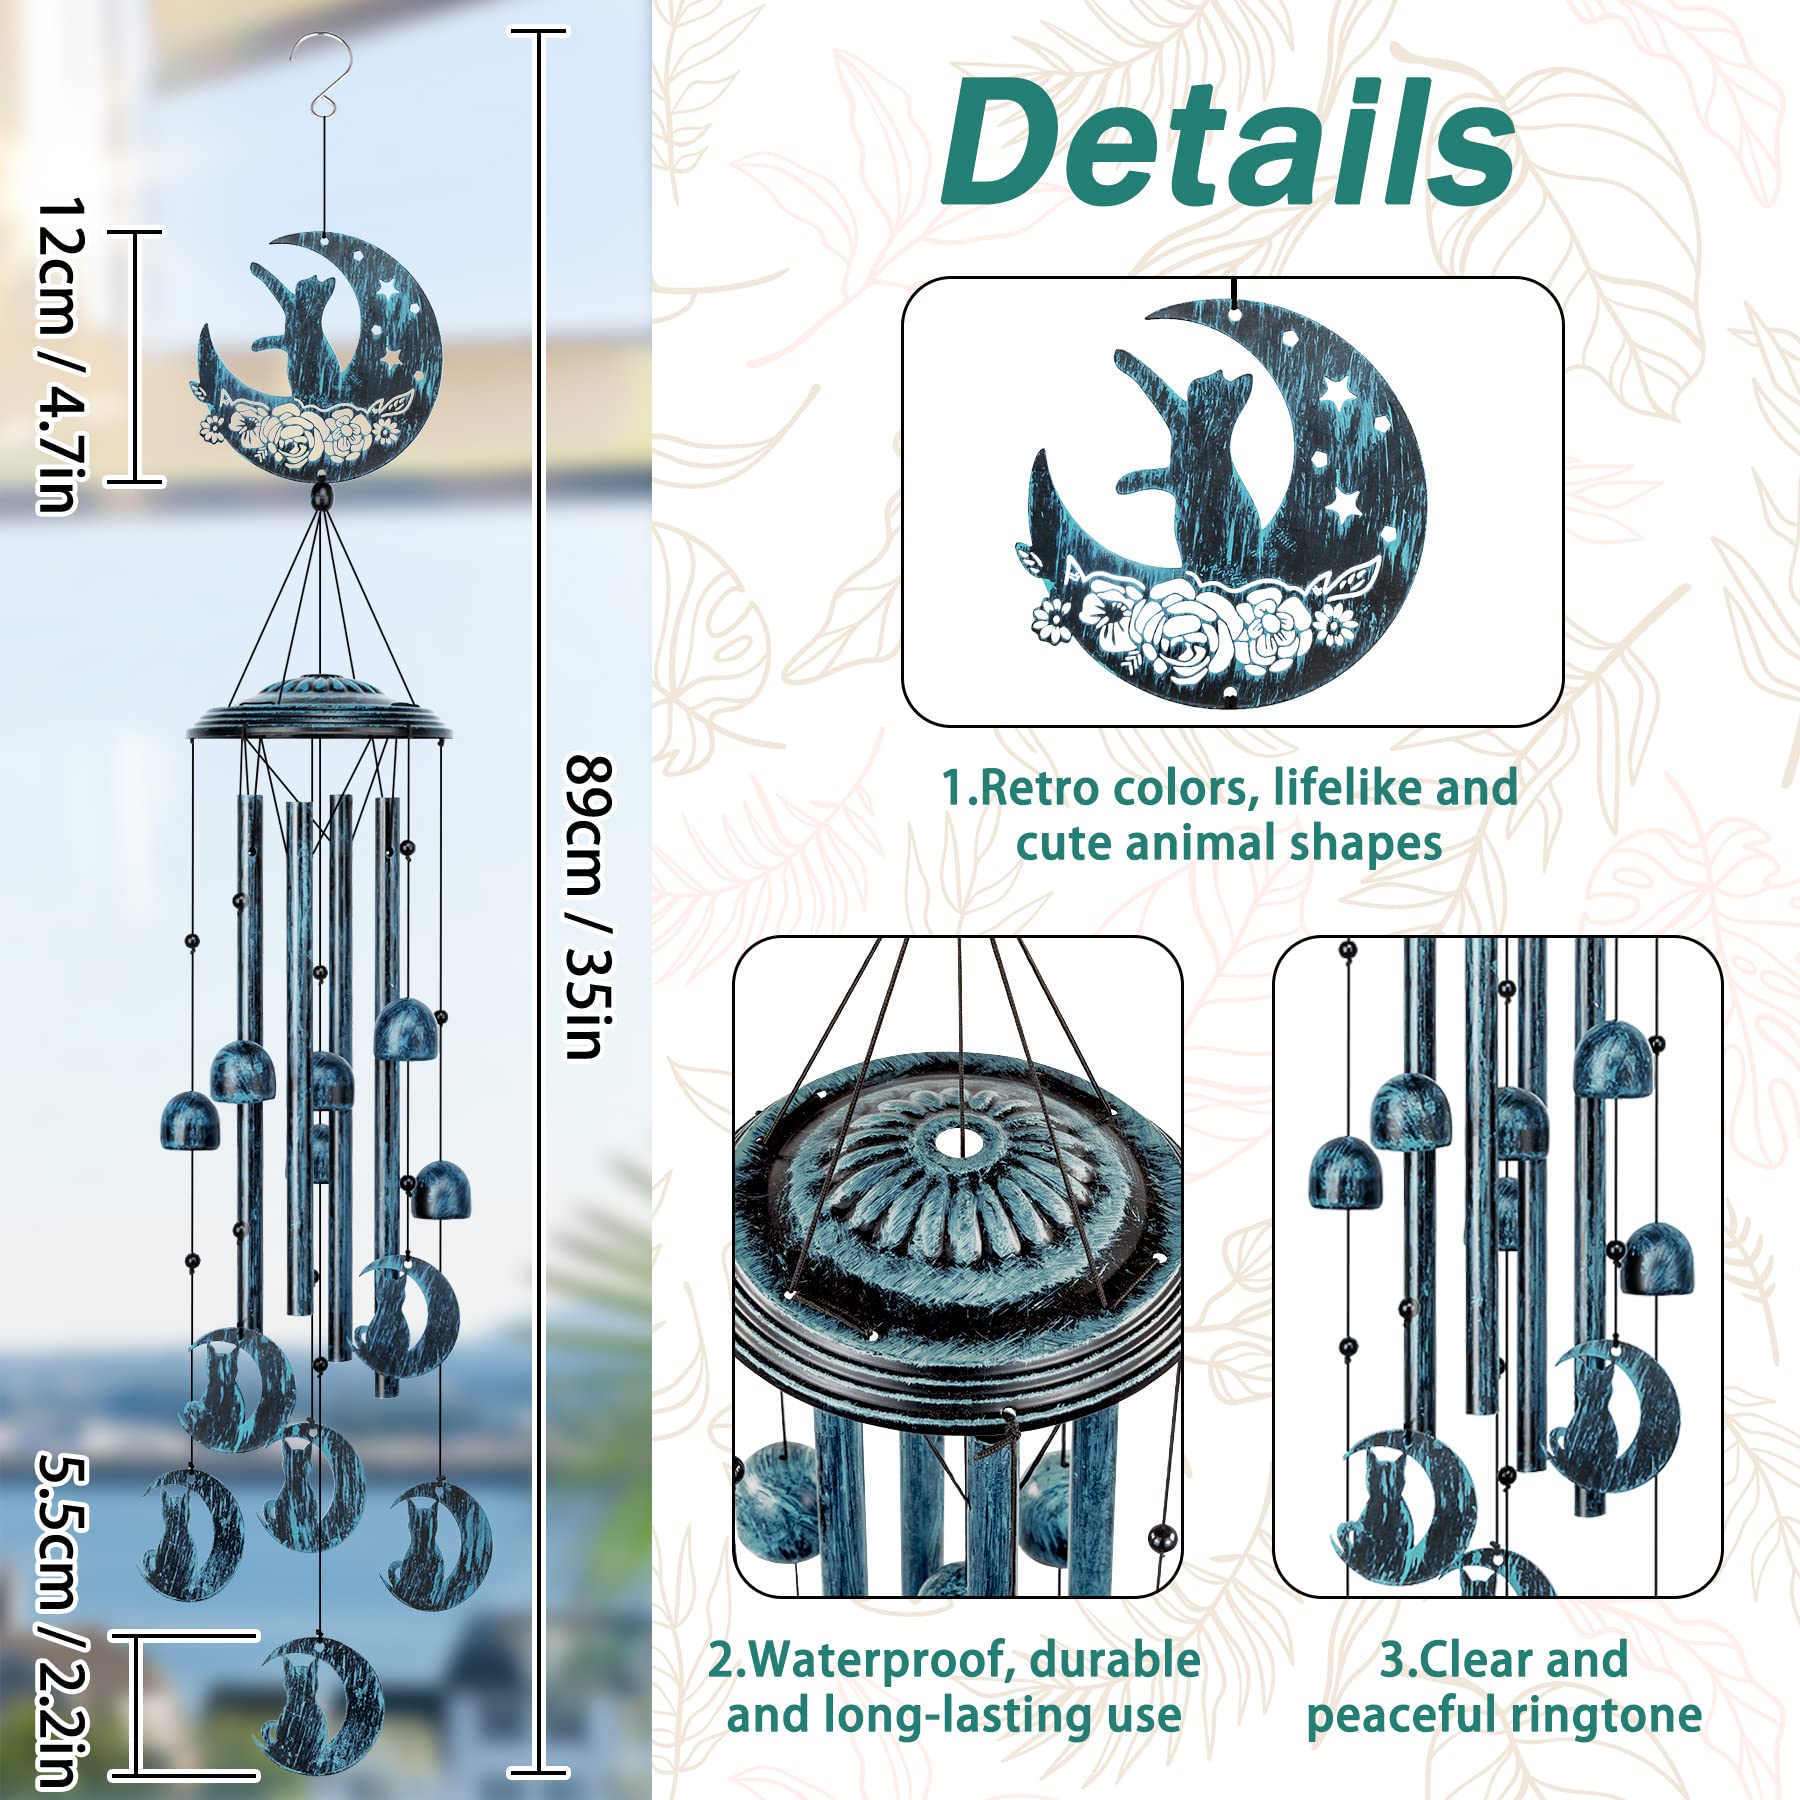 12cm / 4.7in
89cm / 35in
5.5cm / 2.2in
Details
1.Retro colors, lifelike and
cute animal shapes
2.Waterproof, durable
and long-lasting use
3.Clear and
peaceful ringtone